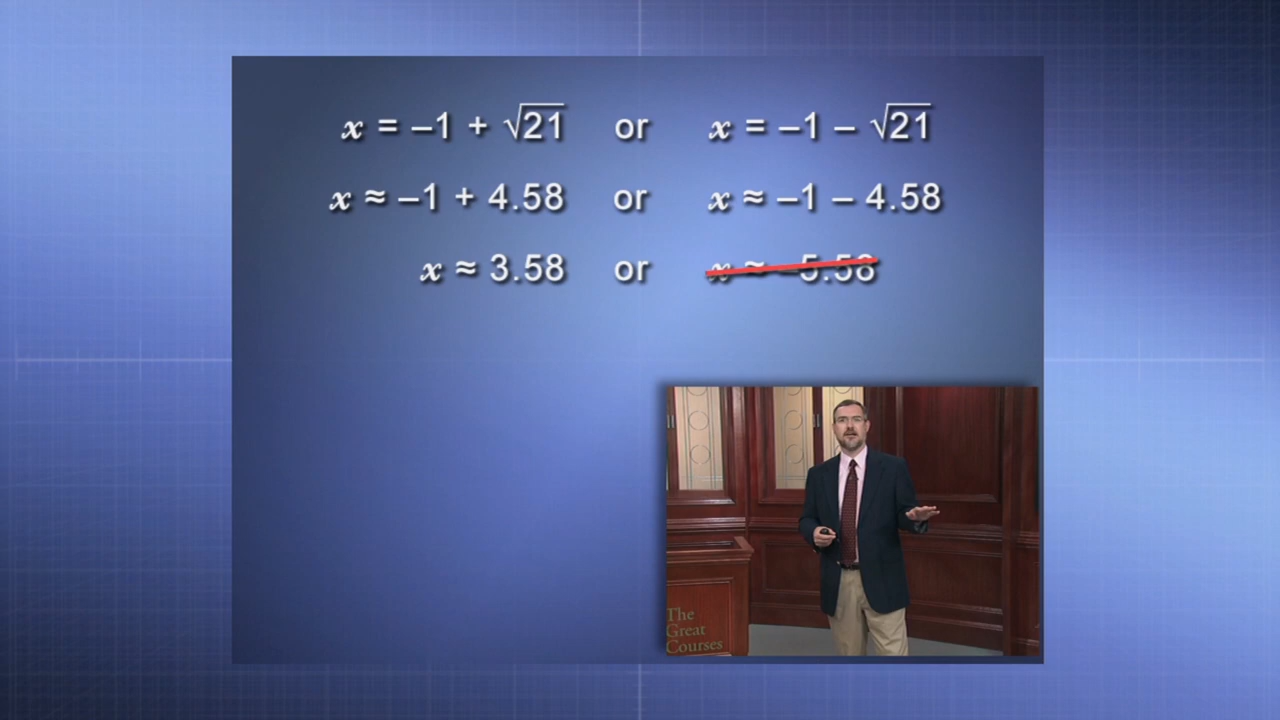 x = –1 + √21 or x = –1 – √21
x ≈ –1 + 4.58 or x ≈ –1 – 4.58
x ≈ 3.58 or x ≈ –5.58
The
Great
Courses